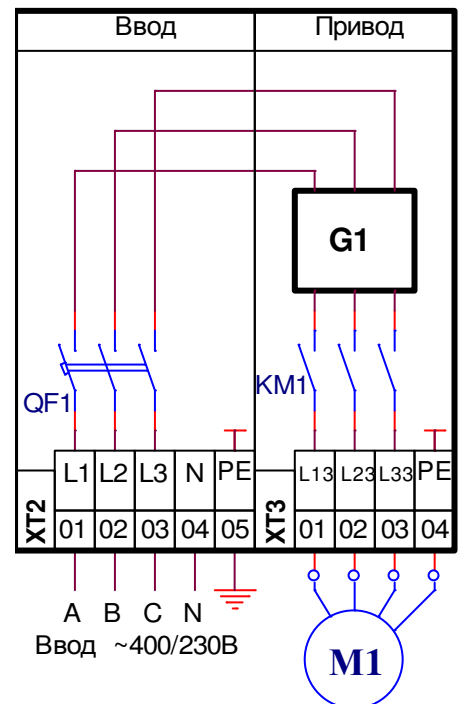 Ввод Привод
G1
QF1 KM1
XT2 L1 L2 L3 N PE XT3 L13 L23 L33 PE
01 02 03 04 05 01 02 03 04
A B C N
Ввод ~400/230В
M1